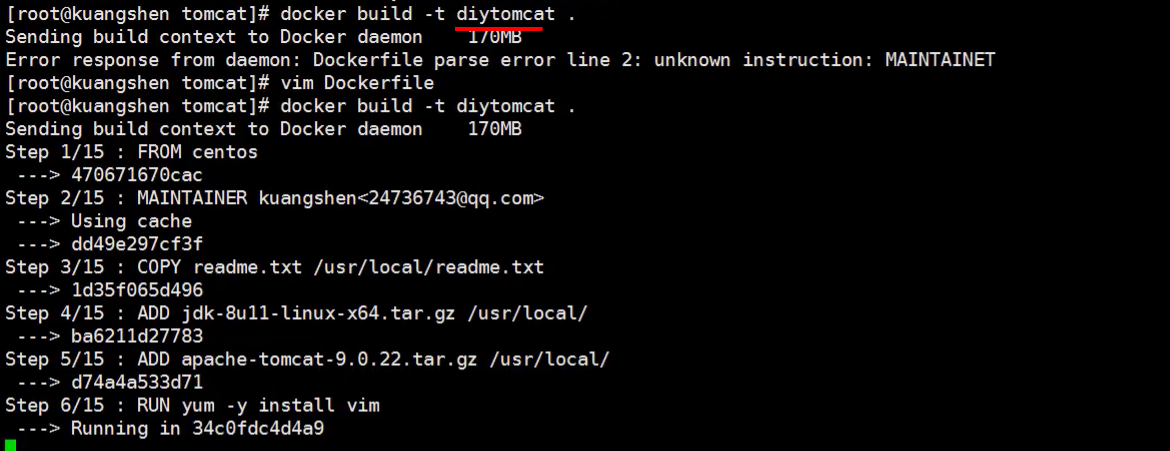 [root@kuangshen tomcat]# docker build -t diytomcat .
Sending build context to Docker daemon    170MB
Error response from daemon: Dockerfile parse error line 2: unknown instruction: MAINTAINET
[root@kuangshen tomcat]# vim Dockerfile
[root@kuangshen tomcat]# docker build -t diytomcat .
Sending build context to Docker daemon    170MB
Step 1/15 : FROM centos
 ---> 470671670cac
Step 2/15 : MAINTAINER kuangshen<24736743@qq.com>
 ---> Using cache
 ---> dd49e297cf3f
Step 3/15 : COPY readme.txt /usr/local/readme.txt
 ---> 1d35f065d496
Step 4/15 : ADD jdk-8u11-linux-x64.tar.gz /usr/local/
 ---> ba6211d27783
Step 5/15 : ADD apache-tomcat-9.0.22.tar.gz /usr/local/
 ---> d74a4a533d71
Step 6/15 : RUN yum -y install vim
 ---> Running in 34c0fdc4d4a9